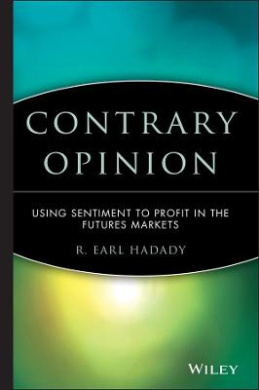 CONTRARY
OPINION
USING SENTIMENT TO PROFIT IN THE
FUTURES MARKETS
R. EARL HADADY
WILEY